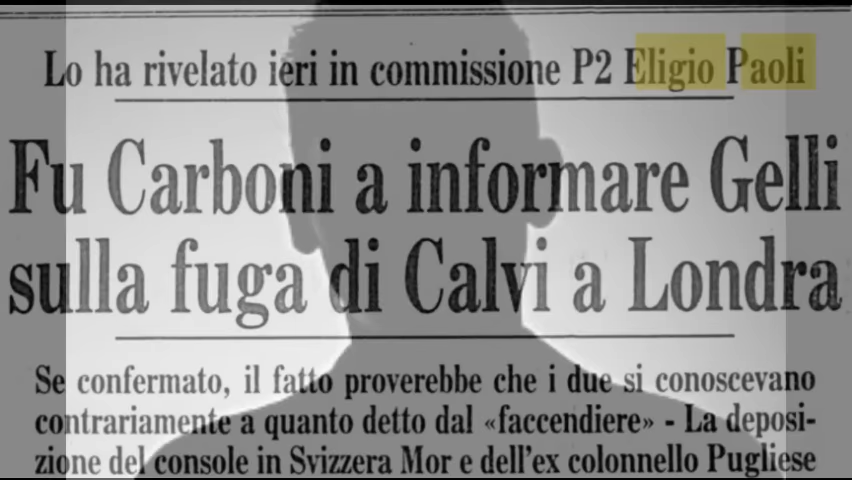 Lo ha rivelato ieri in commissione P2 Eligio Paoli
Fu Carboni a informare Gelli
sulla fuga di Calvi a Londra
Se confermato, il fatto proverebbe che i due si conoscevano
contrariamente a quanto detto dal «faccendiere» - La deposi-
zione del console in Svizzera Mor e dell'ex colonnello Pugliese